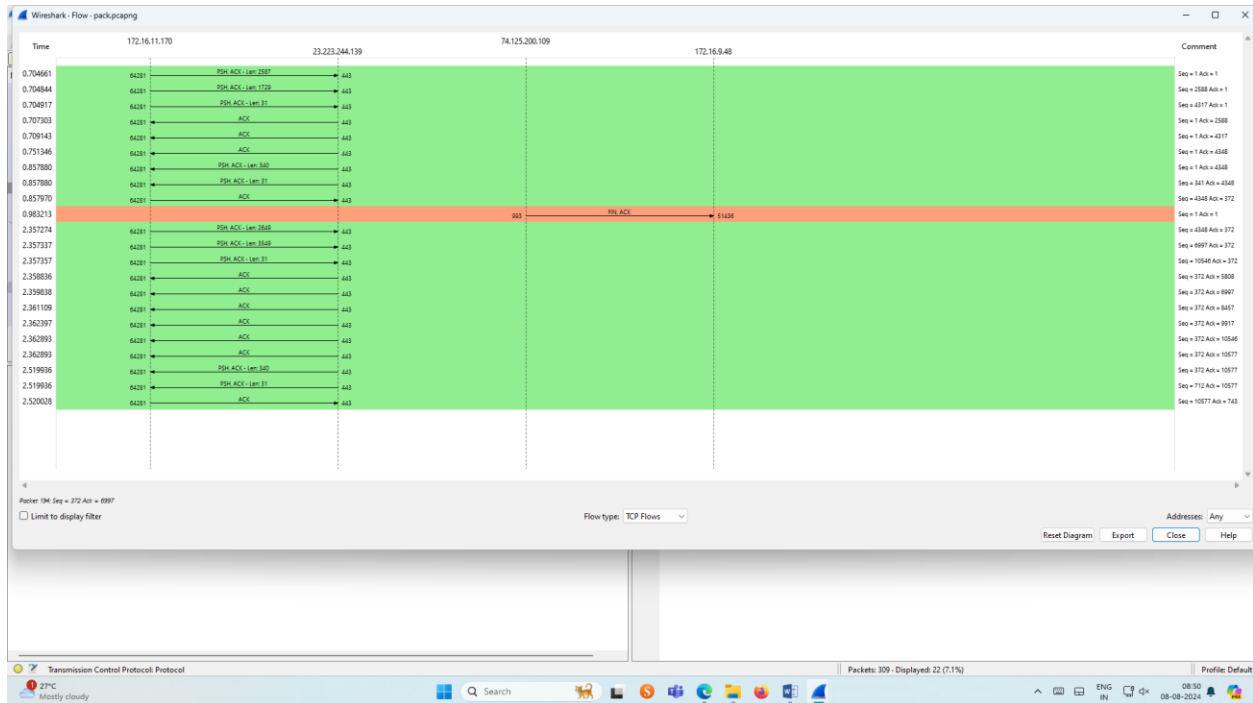 Wireshark · Flow · pack.pcapng
Time 172.16.11.170 23.223.244.139 74.125.200.109 172.16.9.48 Comment
0.704661 64281 PSH, ACK - Len: 2587 443 Seq = 1 Ack = 1
0.704844 64281 PSH, ACK - Len: 1729 443 Seq = 2588 Ack = 1
0.704917 64281 PSH, ACK - Len: 31 443 Seq = 4317 Ack = 1
0.707303 64281 ACK 443 Seq = 1 Ack = 2588
0.709143 64281 ACK 443 Seq = 1 Ack = 4317
0.751346 64281 ACK 443 Seq = 1 Ack = 4348
0.857880 64281 PSH, ACK - Len: 340 443 Seq = 1 Ack = 4348
0.857880 64281 PSH, ACK - Len: 31 443 Seq = 341 Ack = 4348
0.857970 64281 ACK 443 Seq = 4348 Ack = 372
0.983213 993 FIN, ACK 51436 Seq = 1 Ack = 1
2.357274 64281 PSH, ACK - Len: 2649 443 Seq = 4348 Ack = 372
2.357337 64281 PSH, ACK - Len: 3549 443 Seq = 6997 Ack = 372
2.357357 64281 PSH, ACK - Len: 31 443 Seq = 10546 Ack = 372
2.358836 64281 ACK 443 Seq = 372 Ack = 5808
2.359838 64281 ACK 443 Seq = 372 Ack = 6997
2.361109 64281 ACK 443 Seq = 372 Ack = 8457
2.362397 64281 ACK 443 Seq = 372 Ack = 9917
2.362893 64281 ACK 443 Seq = 372 Ack = 10546
2.362893 64281 ACK 443 Seq = 372 Ack = 10577
2.519936 64281 PSH, ACK - Len: 340 443 Seq = 372 Ack = 10577
2.519936 64281 PSH, ACK - Len: 31 443 Seq = 712 Ack = 10577
2.520028 64281 ACK 443 Seq = 10577 Ack = 743
Packet 194: Seq = 372 Ack = 6997
Limit to display filter Flow type: TCP Flows Addresses: Any
Reset Diagram Export Close Help
Transmission Control Protocol: Protocol Packets: 309 · Displayed: 22 (7.1%) Profile: Default
1 27°C Search ENG 08:50
Mostly cloudy IN 08-08-2024